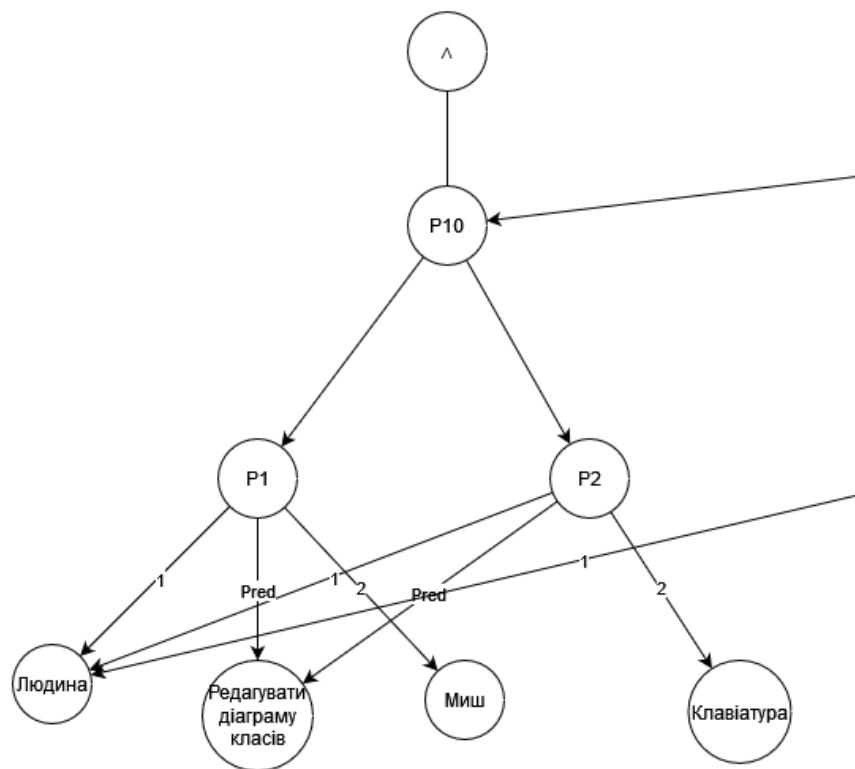 ^
P10
P1
P2
1
Pred
2
1
Pred
1
2
Людина
Редагувати
діаграму
класів
Миш
Клавіатура